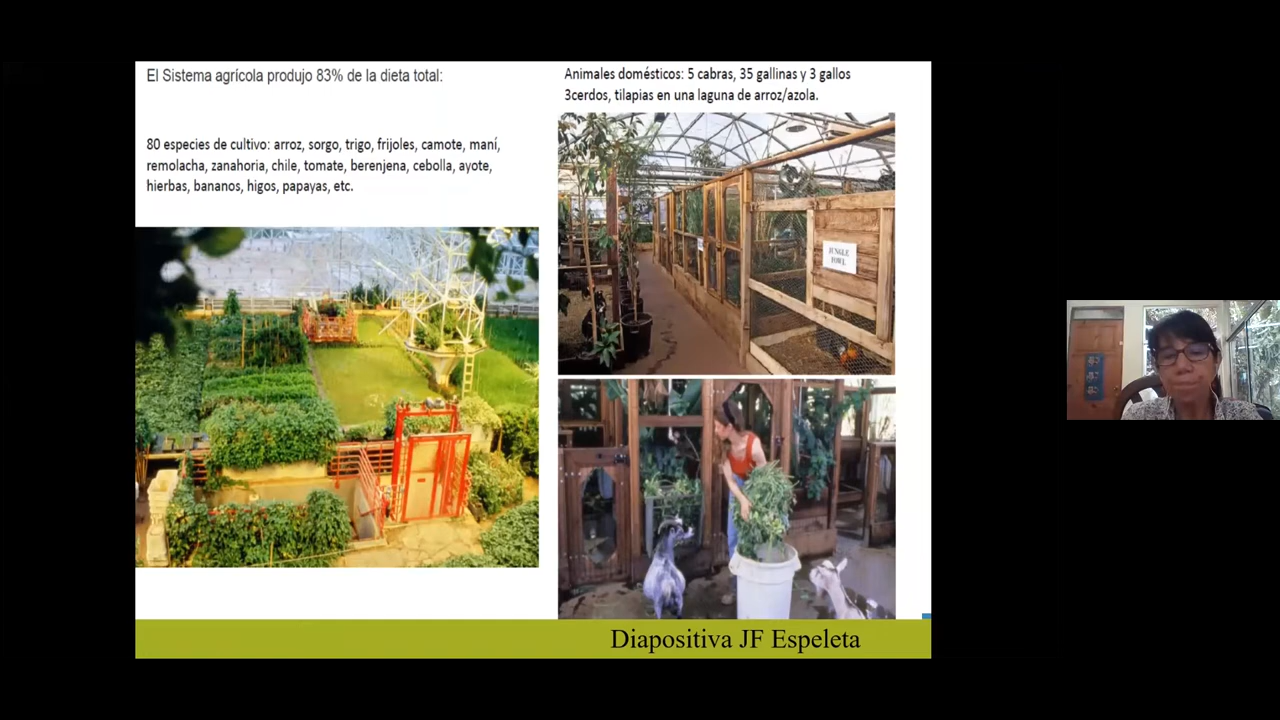 El Sistema agrícola produjo 83% de la dieta total:
80 especies de cultivo: arroz, sorgo, trigo, frijoles, camote, maní,
remolacha, zanahoria, chile, tomate, berenjena, cebolla, ayote,
hierbas, bananos, higos, papayas, etc.
Animales domésticos: 5 cabras, 35 gallinas y 3 gallos
3cerdos, tilapias en una laguna de arroz/azola.
JUNGLE
FOWL
Diapositiva JF Espeleta